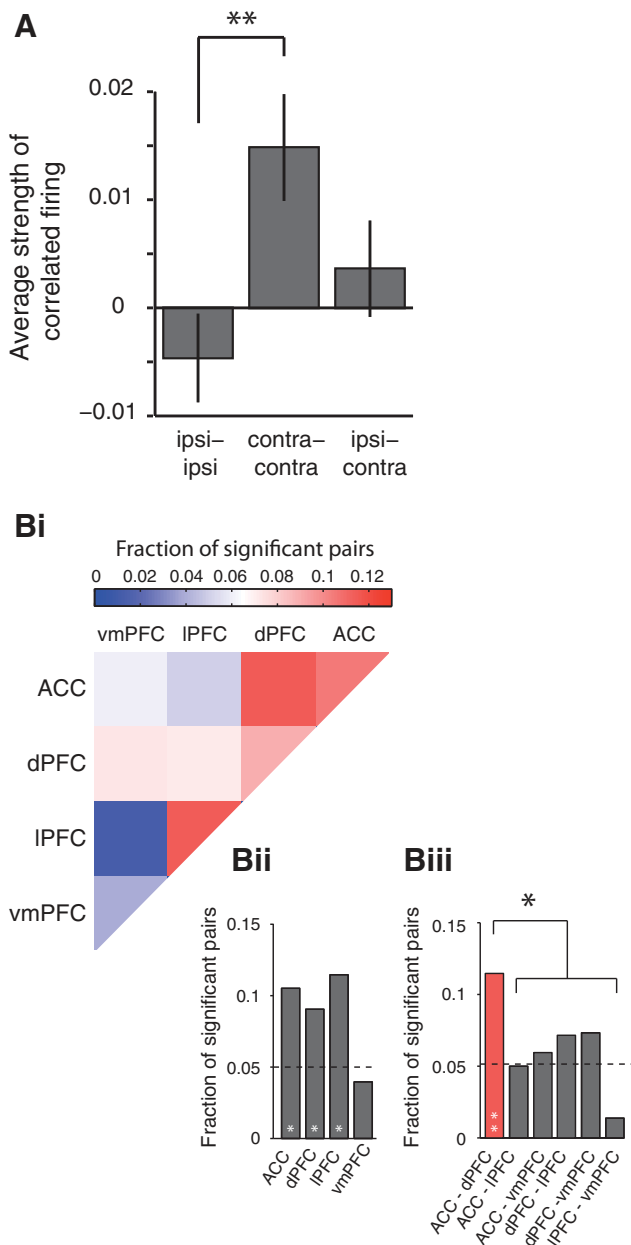 A
**
Average strength of
correlated firing
0.02
0.01
0
−0.01
ipsi–
ipsi
contra–
contra
ipsi–
contra
Bi
Fraction of significant pairs
0 0.02 0.04 0.06 0.08 0.1 0.12
vmPFC lPFC dPFC ACC
ACC
dPFC
lPFC
vmPFC
Bii
Fraction of significant pairs
0.15
0.1
0.05
0
* * *
ACC
dPFC
lPFC
vmPFC
Biii
*
Fraction of significant pairs
0.15
0.1
0.05
0
**
ACC - dPFC
ACC - lPFC
ACC - vmPFC
dPFC - lPFC
dPFC -vmPFC
lPFC - vmPFC